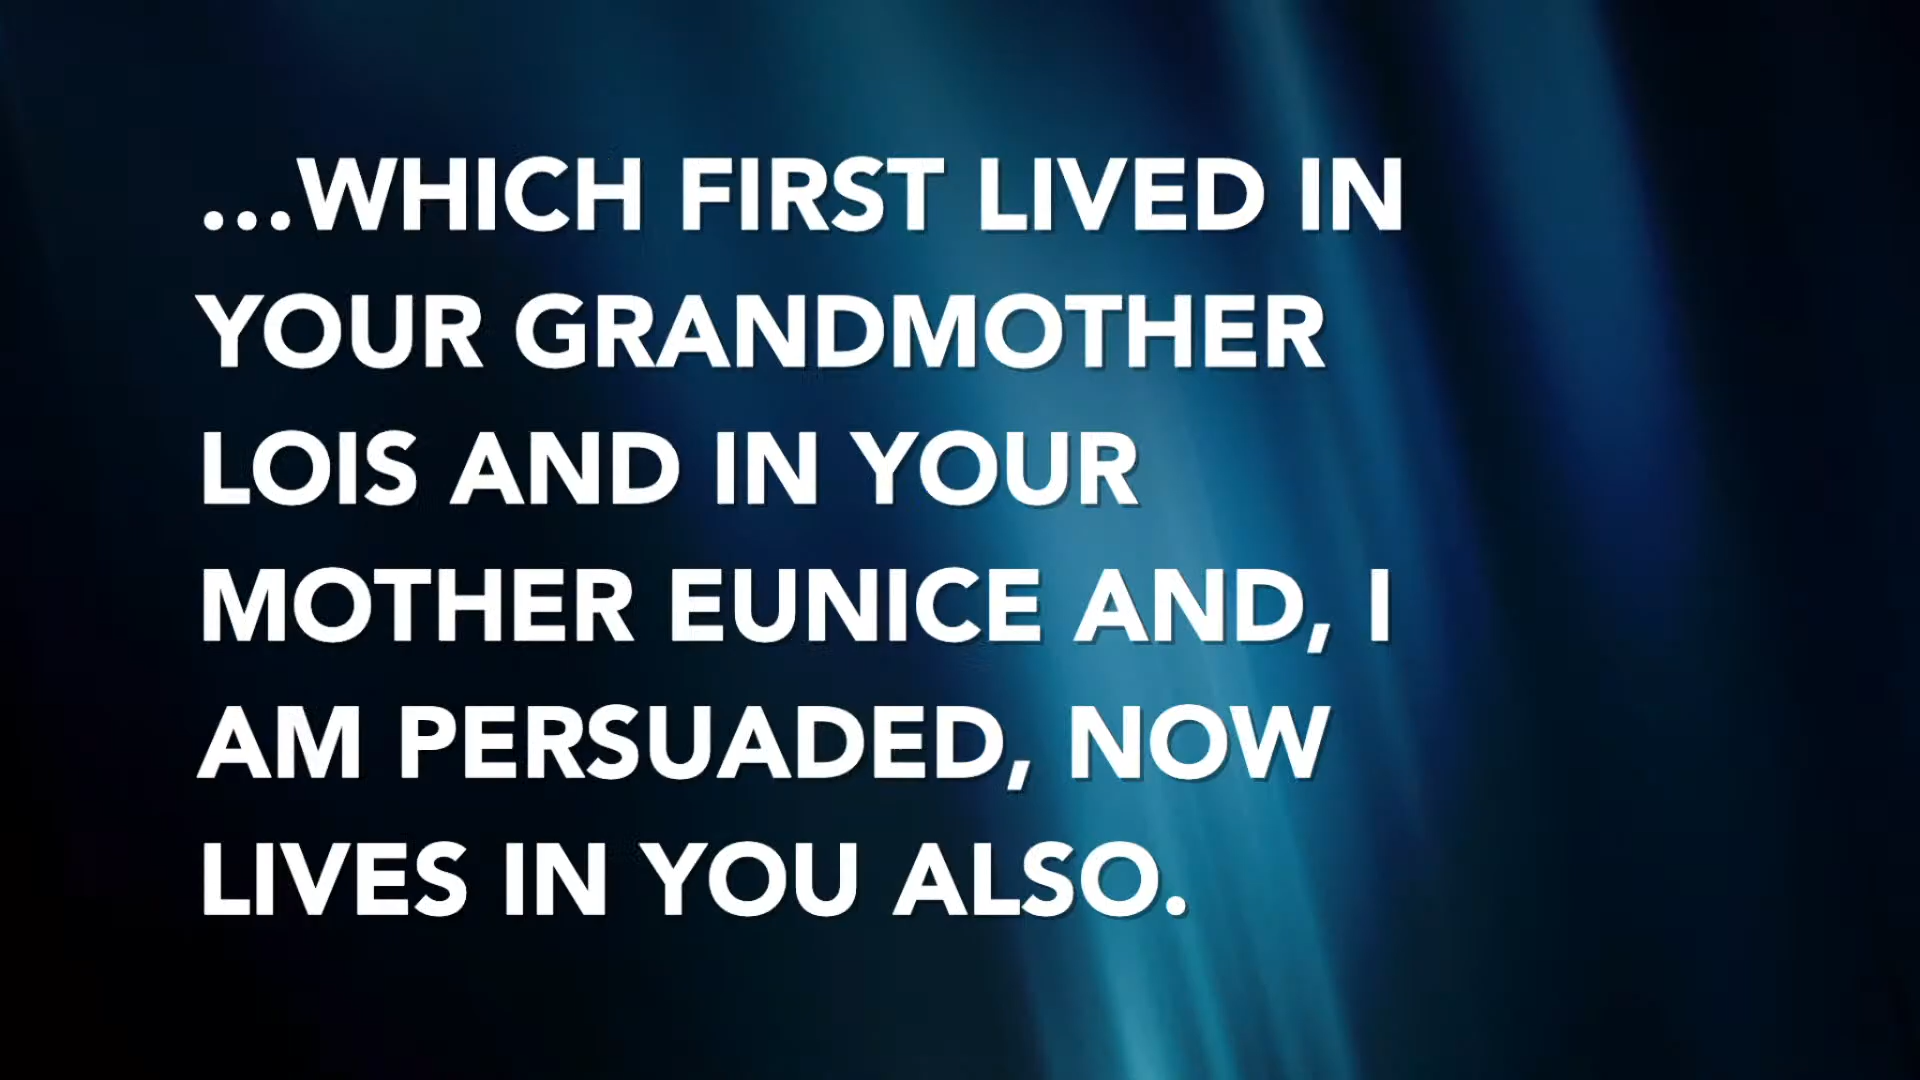 ...WHICH FIRST LIVED IN
YOUR GRANDMOTHER
LOIS AND IN YOUR
MOTHER EUNICE AND, I
AM PERSUADED, NOW
LIVES IN YOU ALSO.